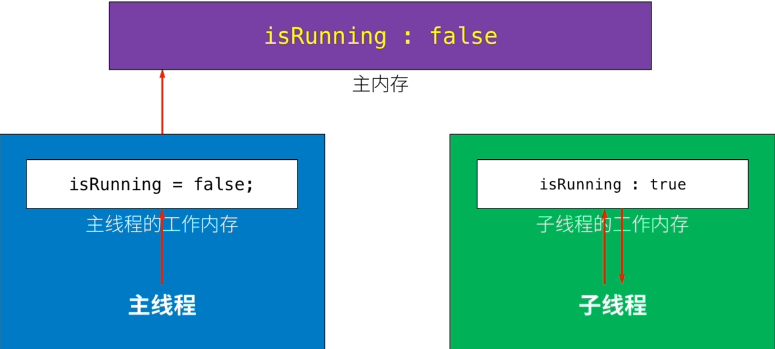 isRunning : false
主内存
isRunning = false;
主线程的工作内存
主线程
isRunning : true
子线程的工作内存
子线程